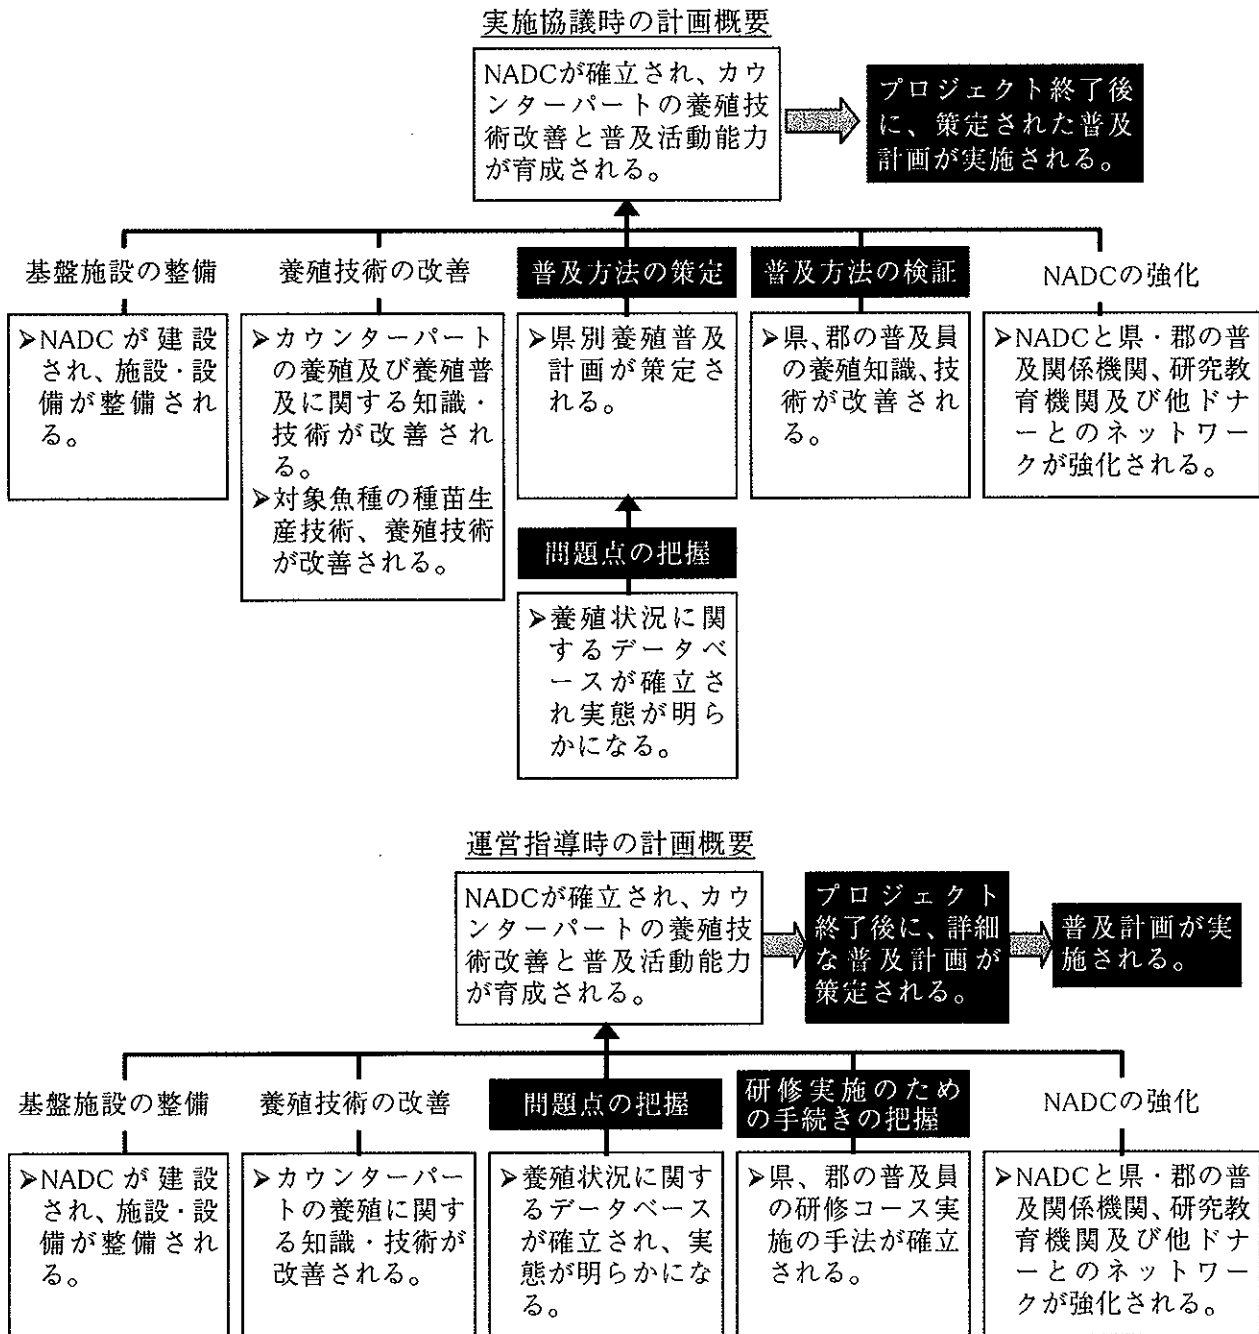 実施協議時の計画概要
NADCが確立され、カウ
ンターパートの養殖技
術改善と普及活動能力
が育成される。
プロジェクト終了後
に、策定された普及
計画が実施される。
基盤施設の整備
➢NADCが建設
され、施設・設
備が整備され
る。
養殖技術の改善
➢カウンターパート
の養殖及び養殖普
及に関する知識・
技術が改善され
る。
➢対象魚種の種苗生
産技術、養殖技術
が改善される。
普及方法の策定
➢県別養殖普及
計画が策定さ
れる。
問題点の把握
➢養殖状況に関
するデータベ
ースが確立さ
れ実態が明ら
かになる。
普及方法の検証
➢県、郡の普及員
の養殖知識、技
術が改善され
る。
NADCの強化
➢NADCと県・郡の普
及関係機関、研究教
育機関及び他ドナ
ーとのネットワー
クが強化される。
運営指導時の計画概要
NADCが確立され、カウ
ンターパートの養殖技
術改善と普及活動能力
が育成される。
プロジェクト
終了後に、詳細
な普及計画が
策定される。
普及計画が実
施される。
基盤施設の整備
➢NADCが建設
され、施設・設
備が整備され
る。
養殖技術の改善
➢カウンターパー
トの養殖に関す
る知識・技術が
改善される。
問題点の把握
➢養殖状況に関す
るデータベース
が確立され、実
態が明らかにな
る。
研修実施のため
の手続きの把握
➢県、郡の普及員
の研修コース実
施の手法が確立
される。
NADCの強化
➢NADCと県・郡の普
及関係機関、研究教
育機関及び他ドナ
ーとのネットワー
クが強化される。